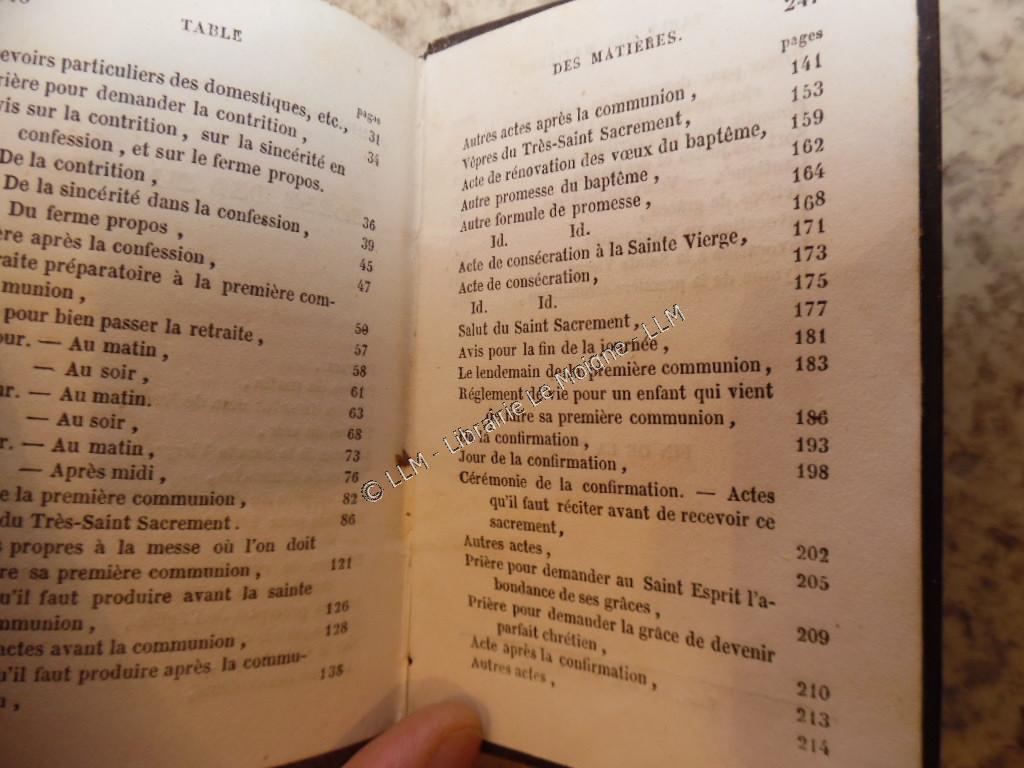 TABLE
pages
evoirs particuliers des domestiques, etc., 31
rière pour demander la contrition, 34
vis sur la contrition, sur la sincérité en
confession, et sur le ferme propos.
De la contrition, 36
De la sincérité dans la confession, 39
Du ferme propos, 45
ère après la confession, 47
traite préparatoire à la première com-
munion, 50
pour bien passer la retraite, 57
our. — Au matin, 58
— Au soir, 61
ur. — Au matin. 63
— Au soir, 68
r. — Au matin, 73
— Après midi, 76
e la première communion, 82
du Très-Saint Sacrement. 86
s propres à la messe où l'on doit
re sa première communion, 121
u'il faut produire avant la sainte
mmunion, 126
actes avant la communion, 128
u'il faut produire après la commu-
n, 138
247
DES MATIÈRES.
pages
Autres actes après la communion, 141
Vêpres du Très-Saint Sacrement, 153
Acte de rénovation des vœux du baptême, 159
Autre promesse du baptême, 162
Autre formule de promesse, 164
Id. Id. 168
Acte de consécration à la Sainte Vierge, 171
Acte de consécration, 173
Id. Id. 175
Salut du Saint Sacrement, 177
Avis pour la fin de la journée, 181
Le lendemain de la première communion, 183
Réglement de vie pour un enfant qui vient
faire sa première communion, 186
la confirmation, 193
Jour de la confirmation, 198
Cérémonie de la confirmation. — Actes
qu'il faut réciter avant de recevoir ce
sacrement, 202
Autres actes, 205
Prière pour demander au Saint Esprit l'a-
bondance de ses grâces, 209
Prière pour demander la grâce de devenir
parfait chrétien, 210
Acte après la confirmation, 213
Autres actes, 214
© LLM - Librairie Le Moigne - LLM